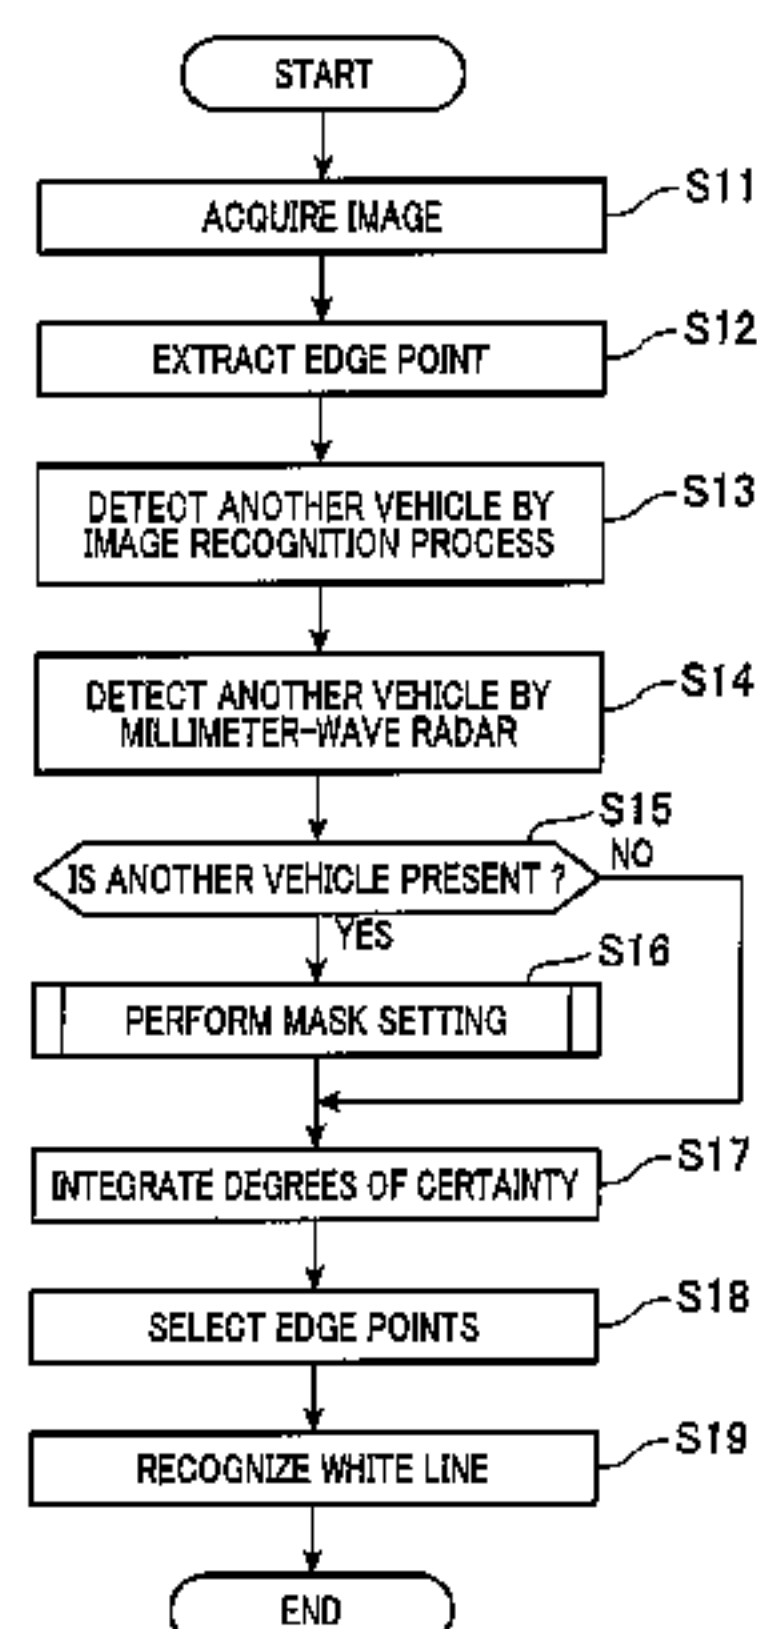 START
S11
ACQUIRE IMAGE
S12
EXTRACT EDGE POINT
S13
DETECT ANOTHER VEHICLE BY
IMAGE RECOGNITION PROCESS
S14
DETECT ANOTHER VEHICLE BY
MILLIMETER-WAVE RADAR
S15
IS ANOTHER VEHICLE PRESENT ?
NO
YES
S16
PERFORM MASK SETTING
S17
INTEGRATE DEGREES OF CERTAINTY
S18
SELECT EDGE POINTS
S19
RECOGNIZE WHITE LINE
END